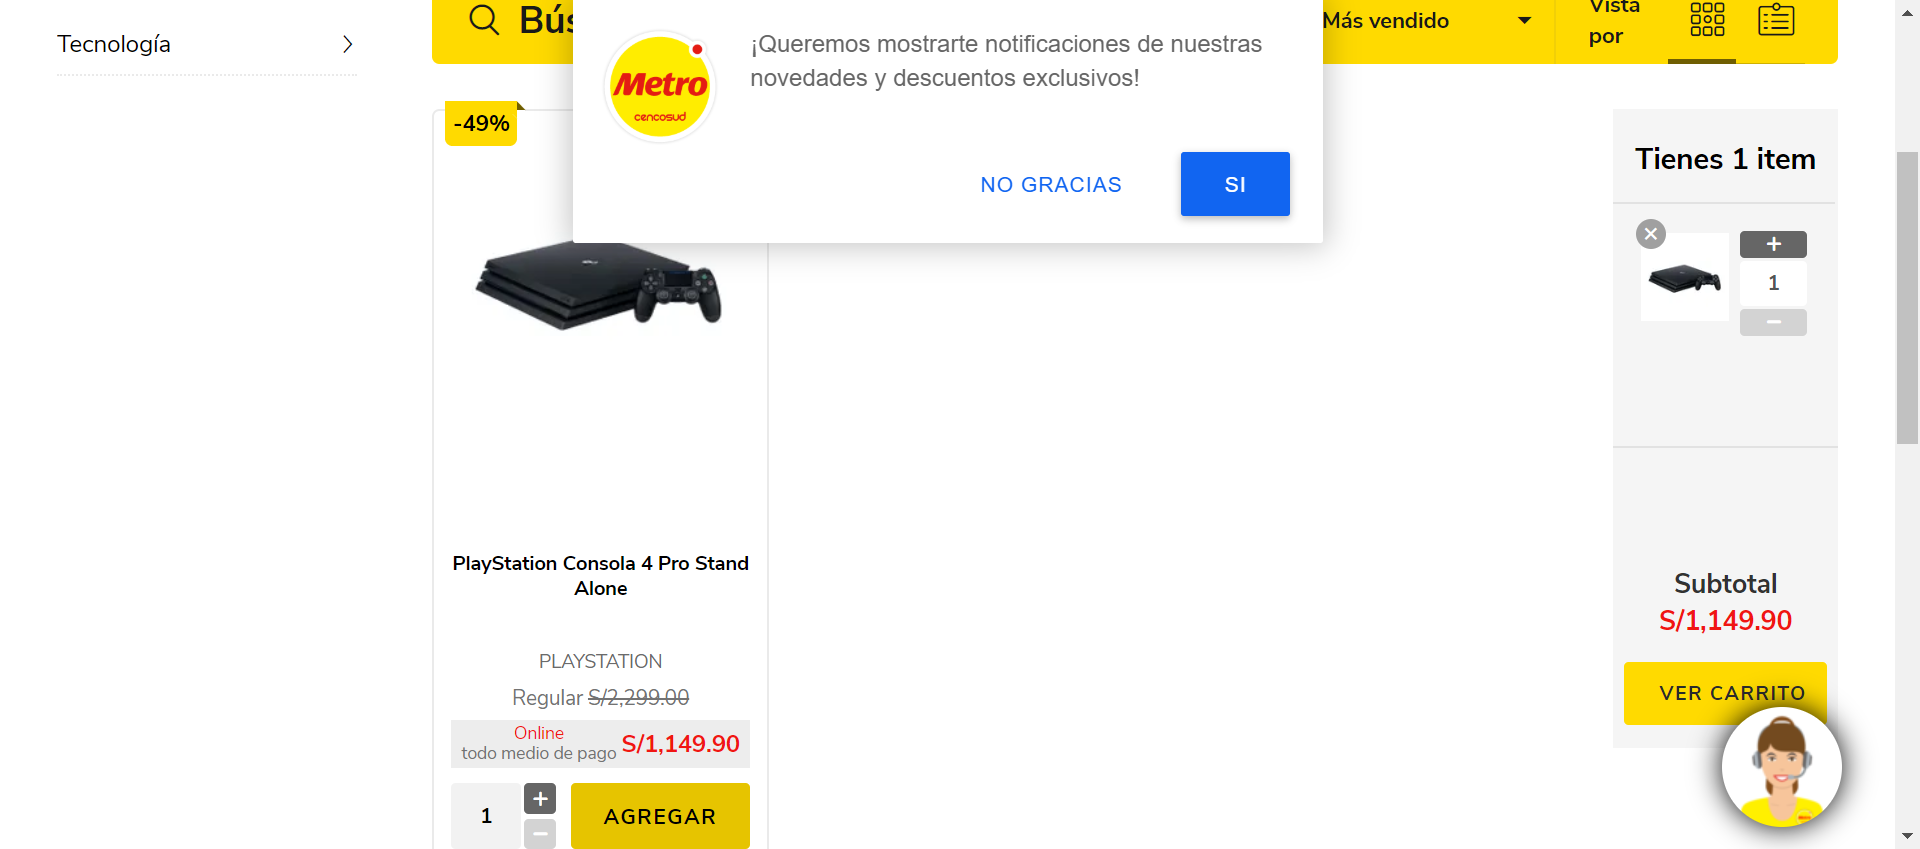 Tecnología
Más vendido
Vista
por
¡Queremos mostrarte notificaciones de nuestras
novedades y descuentos exclusivos!
Metro
cencosud
NO GRACIAS
SI
-49%
PlayStation Consola 4 Pro Stand
Alone
PLAYSTATION
Regular S/2,299.00
Online
todo medio de pago
S/1,149.90
1
AGREGAR
Tienes 1 item
1
Subtotal
S/1,149.90
VER CARRITO